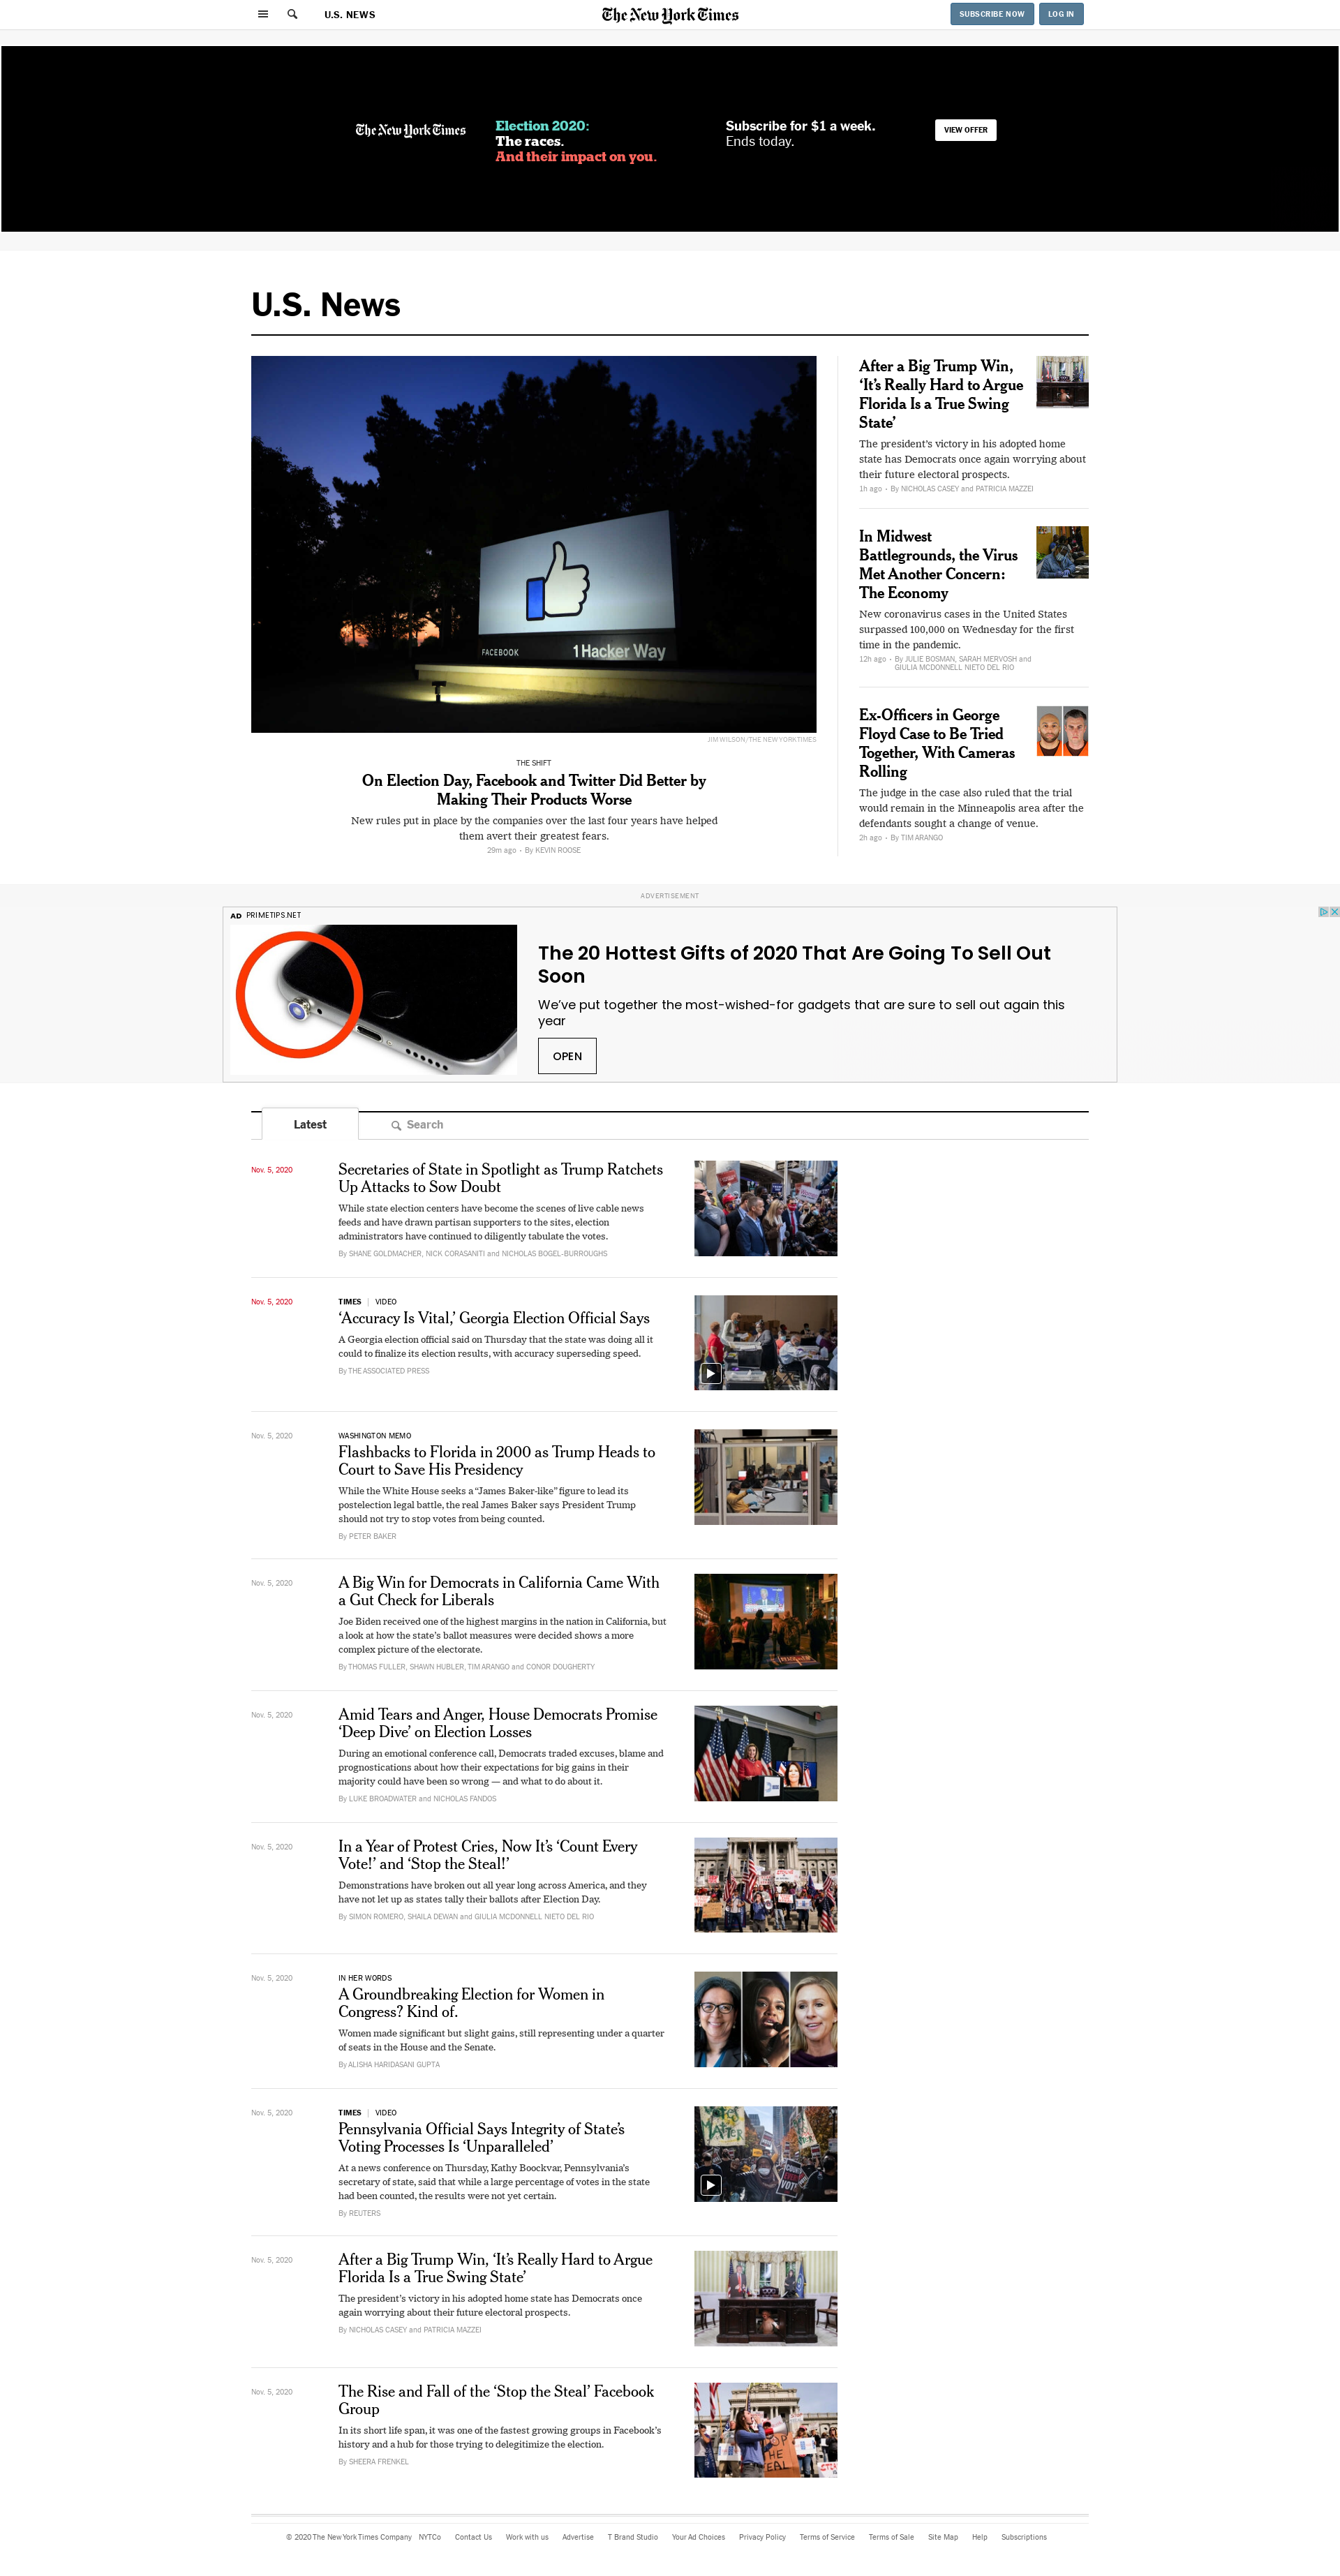 U.S. NEWS
The New York Times
SUBSCRIBE NOW
LOG IN
The New York Times
Election 2020:
The races.
And their impact on you.
Subscribe for $1 a week.
Ends today.
VIEW OFFER
U.S. News
FACEBOOK
1 Hacker Way
JIM WILSON/THE NEW YORK TIMES
THE SHIFT
On Election Day, Facebook and Twitter Did Better by
Making Their Products Worse
New rules put in place by the companies over the last four years have helped
them avert their greatest fears.
29m ago • By KEVIN ROOSE
After a Big Trump Win,
‘It’s Really Hard to Argue
Florida Is a True Swing
State’
The president’s victory in his adopted home
state has Democrats once again worrying about
their future electoral prospects.
1h ago • By NICHOLAS CASEY and PATRICIA MAZZEI
In Midwest
Battlegrounds, the Virus
Met Another Concern:
The Economy
New coronavirus cases in the United States
surpassed 100,000 on Wednesday for the first
time in the pandemic.
12h ago • By JULIE BOSMAN, SARAH MERVOSH and
GIULIA MCDONNELL NIETO DEL RIO
Ex-Officers in George
Floyd Case to Be Tried
Together, With Cameras
Rolling
The judge in the case also ruled that the trial
would remain in the Minneapolis area after the
defendants sought a change of venue.
2h ago • By TIM ARANGO
ADVERTISEMENT
AD PRIMETIPS.NET
The 20 Hottest Gifts of 2020 That Are Going To Sell Out
Soon
We’ve put together the most-wished-for gadgets that are sure to sell out again this
year
OPEN
Latest
Search
Nov. 5, 2020
Secretaries of State in Spotlight as Trump Ratchets
Up Attacks to Sow Doubt
While state election centers have become the scenes of live cable news
feeds and have drawn partisan supporters to the sites, election
administrators have continued to diligently tabulate the votes.
By SHANE GOLDMACHER, NICK CORASANITI and NICHOLAS BOGEL-BURROUGHS
Nov. 5, 2020
TIMES | VIDEO
‘Accuracy Is Vital,’ Georgia Election Official Says
A Georgia election official said on Thursday that the state was doing all it
could to finalize its election results, with accuracy superseding speed.
By THE ASSOCIATED PRESS
Nov. 5, 2020
WASHINGTON MEMO
Flashbacks to Florida in 2000 as Trump Heads to
Court to Save His Presidency
While the White House seeks a “James Baker-like” figure to lead its
postelection legal battle, the real James Baker says President Trump
should not try to stop votes from being counted.
By PETER BAKER
Nov. 5, 2020
A Big Win for Democrats in California Came With
a Gut Check for Liberals
Joe Biden received one of the highest margins in the nation in California, but
a look at how the state’s ballot measures were decided shows a more
complex picture of the electorate.
By THOMAS FULLER, SHAWN HUBLER, TIM ARANGO and CONOR DOUGHERTY
Nov. 5, 2020
Amid Tears and Anger, House Democrats Promise
‘Deep Dive’ on Election Losses
During an emotional conference call, Democrats traded excuses, blame and
prognostications about how their expectations for big gains in their
majority could have been so wrong — and what to do about it.
By LUKE BROADWATER and NICHOLAS FANDOS
Nov. 5, 2020
In a Year of Protest Cries, Now It’s ‘Count Every
Vote!’ and ‘Stop the Steal!’
Demonstrations have broken out all year long across America, and they
have not let up as states tally their ballots after Election Day.
By SIMON ROMERO, SHAILA DEWAN and GIULIA MCDONNELL NIETO DEL RIO
Nov. 5, 2020
IN HER WORDS
A Groundbreaking Election for Women in
Congress? Kind of.
Women made significant but slight gains, still representing under a quarter
of seats in the House and the Senate.
By ALISHA HARIDASANI GUPTA
Nov. 5, 2020
TIMES | VIDEO
Pennsylvania Official Says Integrity of State’s
Voting Processes Is ‘Unparalleled’
At a news conference on Thursday, Kathy Boockvar, Pennsylvania’s
secretary of state, said that while a large percentage of votes in the state
had been counted, the results were not yet certain.
By REUTERS
COUNT EVERY VOTE
Nov. 5, 2020
After a Big Trump Win, ‘It’s Really Hard to Argue
Florida Is a True Swing State’
The president’s victory in his adopted home state has Democrats once
again worrying about their future electoral prospects.
By NICHOLAS CASEY and PATRICIA MAZZEI
Nov. 5, 2020
The Rise and Fall of the ‘Stop the Steal’ Facebook
Group
In its short life span, it was one of the fastest growing groups in Facebook’s
history and a hub for those trying to delegitimize the election.
By SHEERA FRENKEL
© 2020 The New York Times Company NYTCo Contact Us Work with us Advertise T Brand Studio Your Ad Choices Privacy Policy Terms of Service Terms of Sale Site Map Help Subscriptions